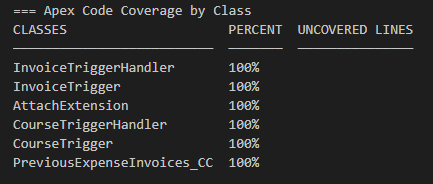 === Apex Code Coverage by Class
CLASSES PERCENT UNCOVERED LINES
InvoiceTriggerHandler 100%
InvoiceTrigger 100%
AttachExtension 100%
CourseTriggerHandler 100%
CourseTrigger 100%
PreviousExpenseInvoices_CC 100%